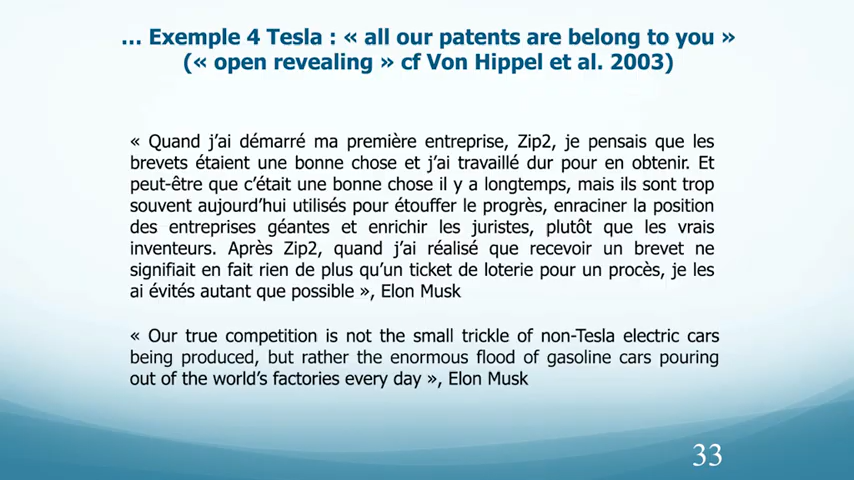 ... Exemple 4 Tesla : « all our patents are belong to you »
(« open revealing » cf Von Hippel et al. 2003)
« Quand j’ai démarré ma première entreprise, Zip2, je pensais que les
brevets étaient une bonne chose et j’ai travaillé dur pour en obtenir. Et
peut-être que c’était une bonne chose il y a longtemps, mais ils sont trop
souvent aujourd’hui utilisés pour étouffer le progrès, enraciner la position
des entreprises géantes et enrichir les juristes, plutôt que les vrais
inventeurs. Après Zip2, quand j’ai réalisé que recevoir un brevet ne
signifiait en fait rien de plus qu’un ticket de loterie pour un procès, je les
ai évités autant que possible », Elon Musk
« Our true competition is not the small trickle of non-Tesla electric cars
being produced, but rather the enormous flood of gasoline cars pouring
out of the world’s factories every day », Elon Musk
33